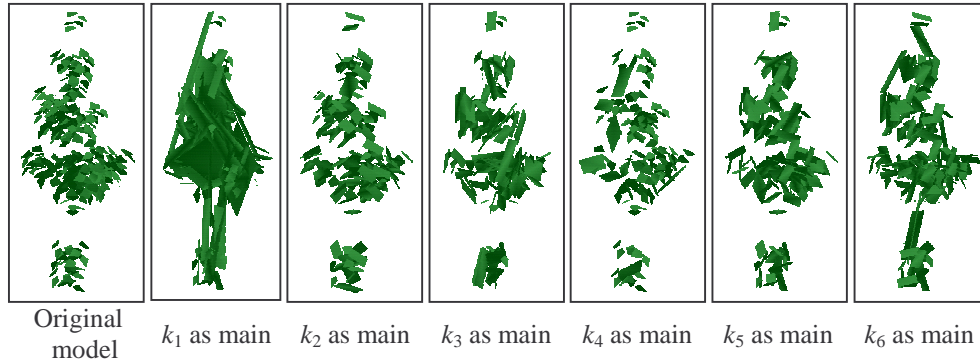 Original
model
k₁ as main
k₂ as main
k₃ as main
k₄ as main
k₅ as main
k₆ as main